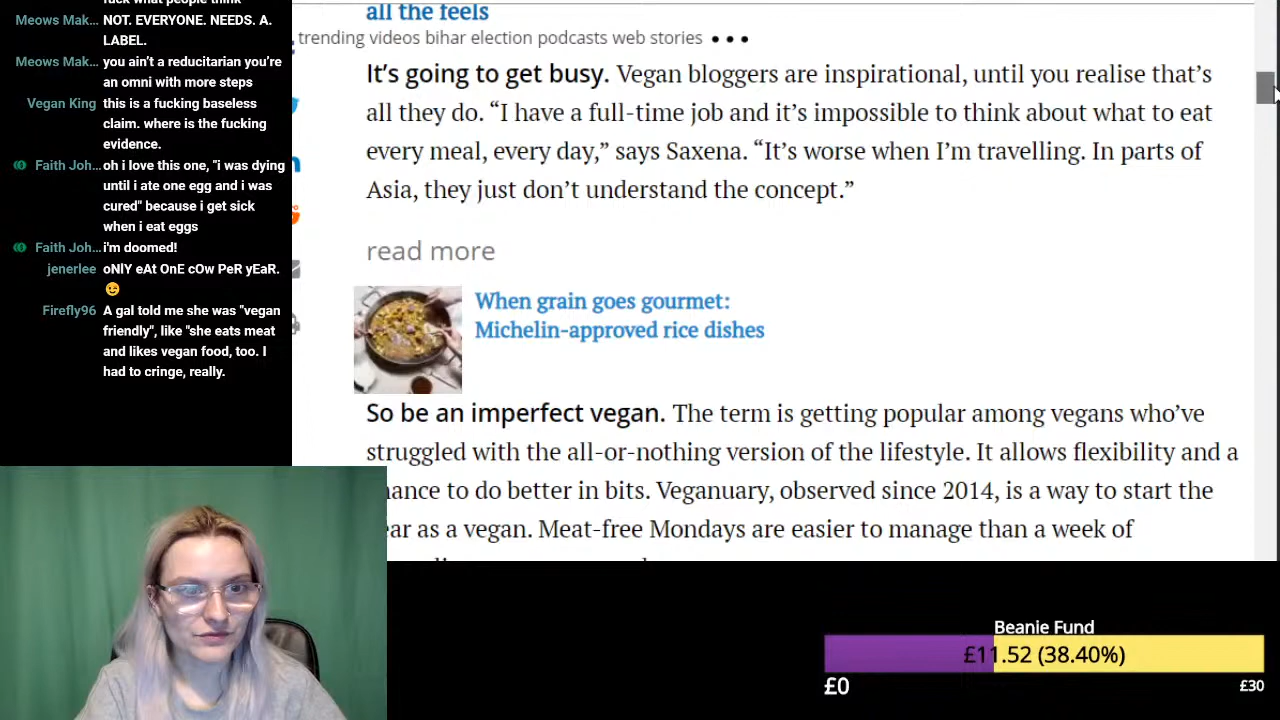 fuck what people think
Meows Mak... NOT. EVERYONE. NEEDS. A.
LABEL.
Meows Mak... you ain't a reducitarian you're
an omni with more steps
Vegan King this is a fucking baseless
claim. where is the fucking
evidence.
Faith Joh... oh i love this one, "i was dying
until i ate one egg and i was
cured" because i get sick
when i eat eggs
Faith Joh... i'm doomed!
jenerlee oNlY eAt OnE cOw PeR yEaR.
😉
Firefly96 A gal told me she was "vegan
friendly", like "she eats meat
and likes vegan food, too. I
had to cringe, really.
all the feels
trending videos bihar election podcasts web stories •••
It's going to get busy. Vegan bloggers are inspirational, until you realise that's
all they do. “I have a full-time job and it's impossible to think about what to eat
every meal, every day,” says Saxena. “It's worse when I'm travelling. In parts of
Asia, they just don't understand the concept.”
read more
When grain goes gourmet:
Michelin-approved rice dishes
So be an imperfect vegan. The term is getting popular among vegans who've
struggled with the all-or-nothing version of the lifestyle. It allows flexibility and a
hance to do better in bits. Veganuary, observed since 2014, is a way to start the
ear as a vegan. Meat-free Mondays are easier to manage than a week of
Beanie Fund
£11.52 (38.40%)
£0
£30